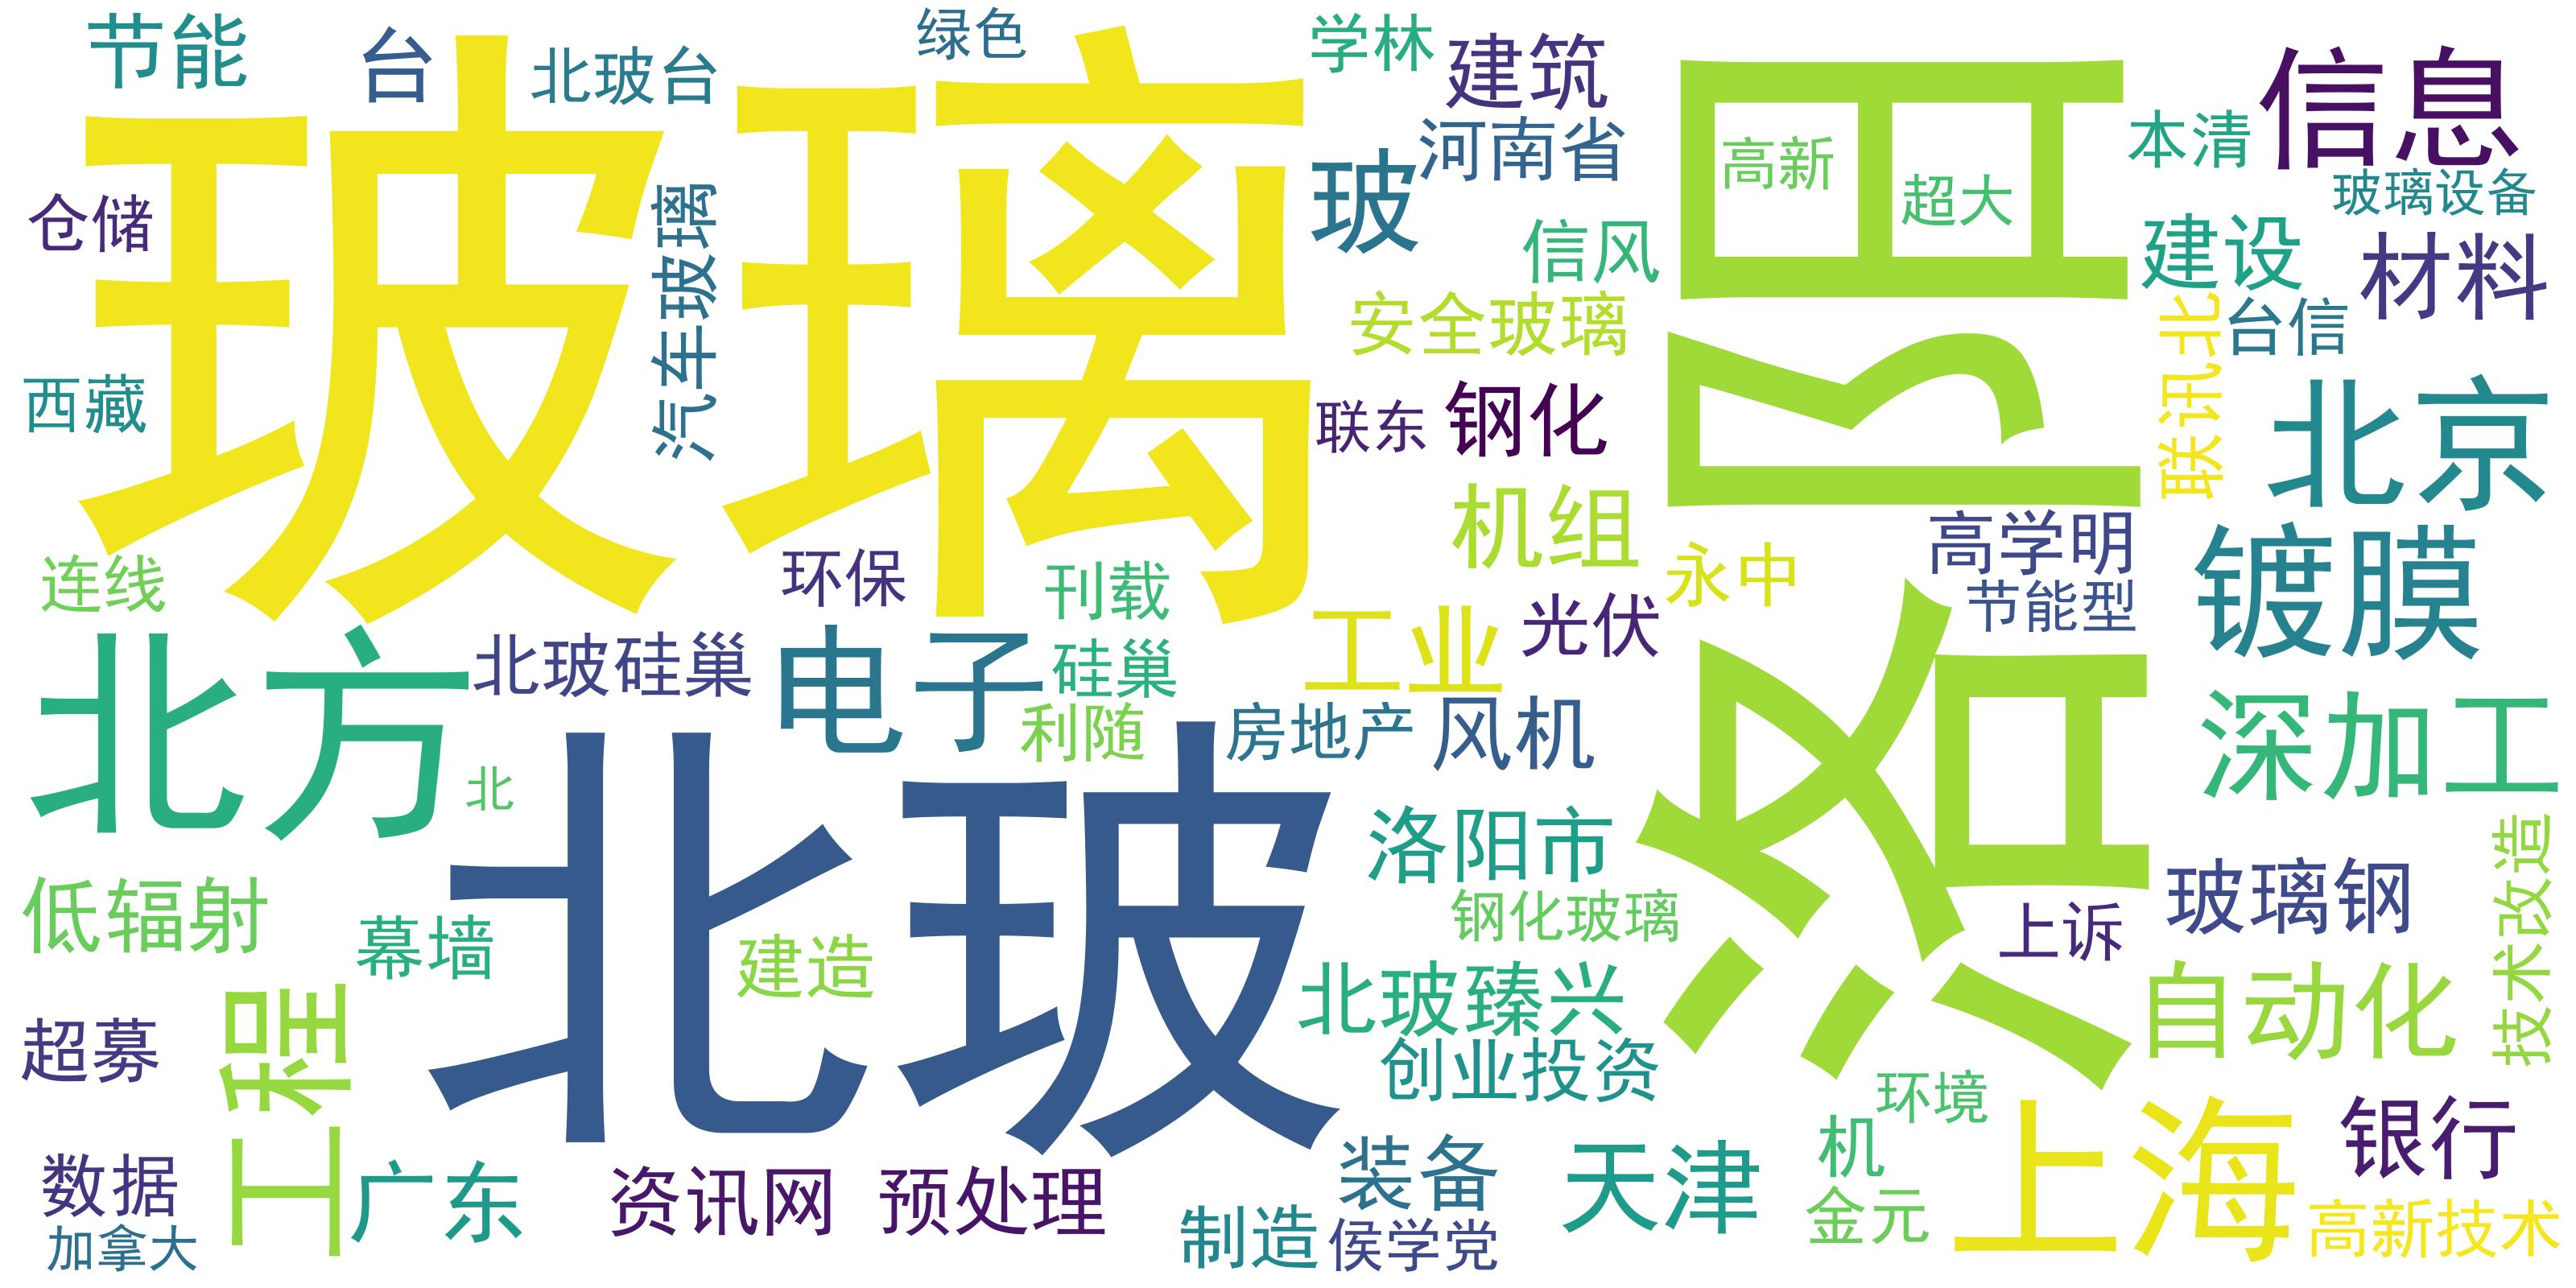 节能
台
北玻台
绿色
学林
建筑
信息
玻璃
洛阳
河南省
高新
超大
本清
玻璃设备
仓储
汽车玻璃
玻
信风
建设
材料
安全玻璃
联讯北
台信
西藏
联东
钢化
北京
机组
高学明
镀膜
连线
环保
刊载
永中
节能型
北方
北玻硅巢
电子
硅巢
工业
光伏
利随
房地产
风机
深加工
北
北玻
洛阳市
技术改造
低辐射
幕墙
建造
钢化玻璃
上诉
玻璃钢
超募
工程
北玻臻兴
自动化
创业投资
环境
数据
广东
资讯网
预处理
装备
天津
机
上海
银行
加拿大
制造
侯学党
金元
高新技术